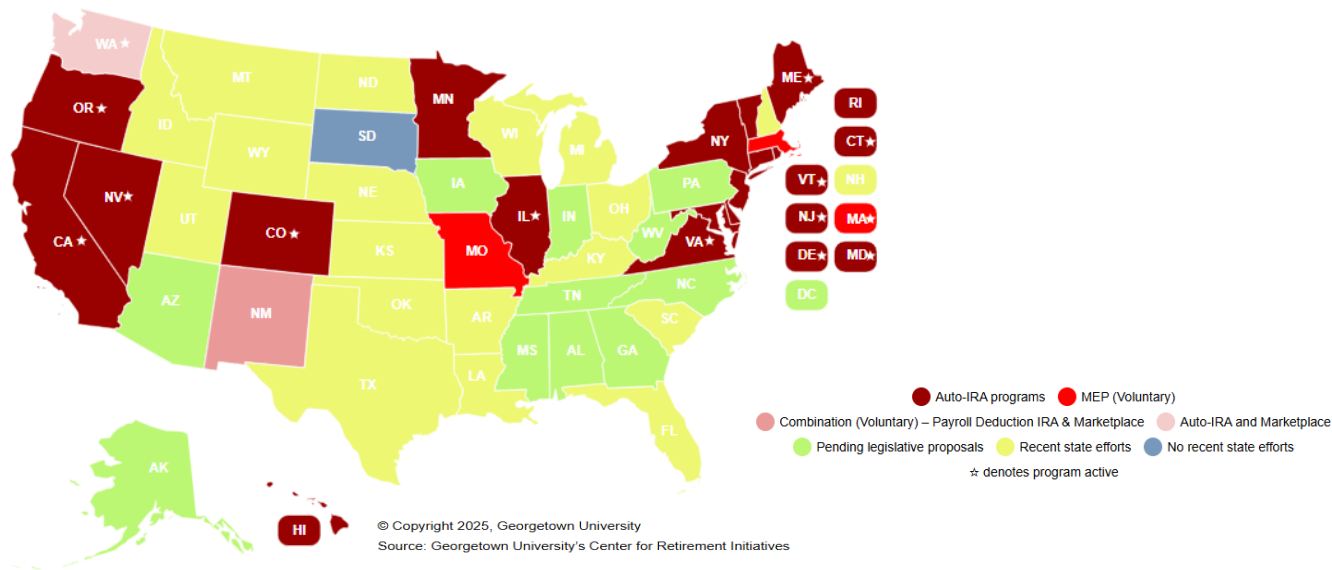 WA☆
MT
ND
MN
ME☆
OR☆
ID
SD
WI
MI
NY
RI
CT☆
WY
IA
PA
VT☆
NH
NV☆
NE
IL☆
IN
OH
NJ☆
MA☆
UT
CO☆
WV
CA☆
KS
MO
KY
VA☆
DE☆
MD☆
AZ
NM
OK
AR
TN
NC
DC
SC
MS
AL
GA
TX
LA
FL
AK
HI
Auto-IRA programs
MEP (Voluntary)
Combination (Voluntary) – Payroll Deduction IRA & Marketplace
Auto-IRA and Marketplace
Pending legislative proposals
Recent state efforts
No recent state efforts
☆ denotes program active
© Copyright 2025, Georgetown University
Source: Georgetown University's Center for Retirement Initiatives